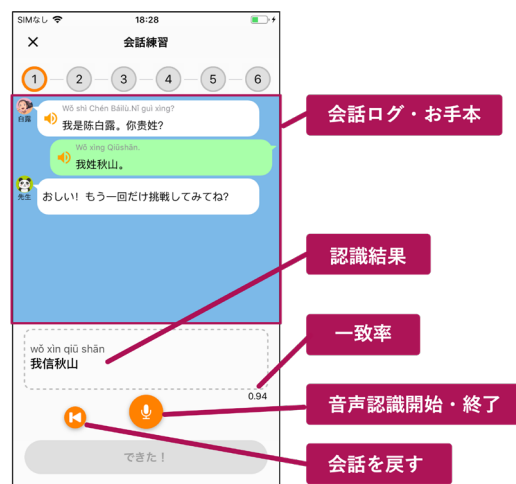 SIMなし
18:28
会話練習
1 2 3 4 5 6
白露
Wǒ shì Chén Báilù. Nǐ guì xìng?
我是陈白露。你贵姓?
Wǒ xìng Qiūshān.
我姓秋山。
先生
おしい!もう一回だけ挑戦してみてね?
wǒ xìn qiū shān
我信秋山
0.94
できた!
会話ログ・お手本
認識結果
一致率
音声認識開始・終了
会話を戻す